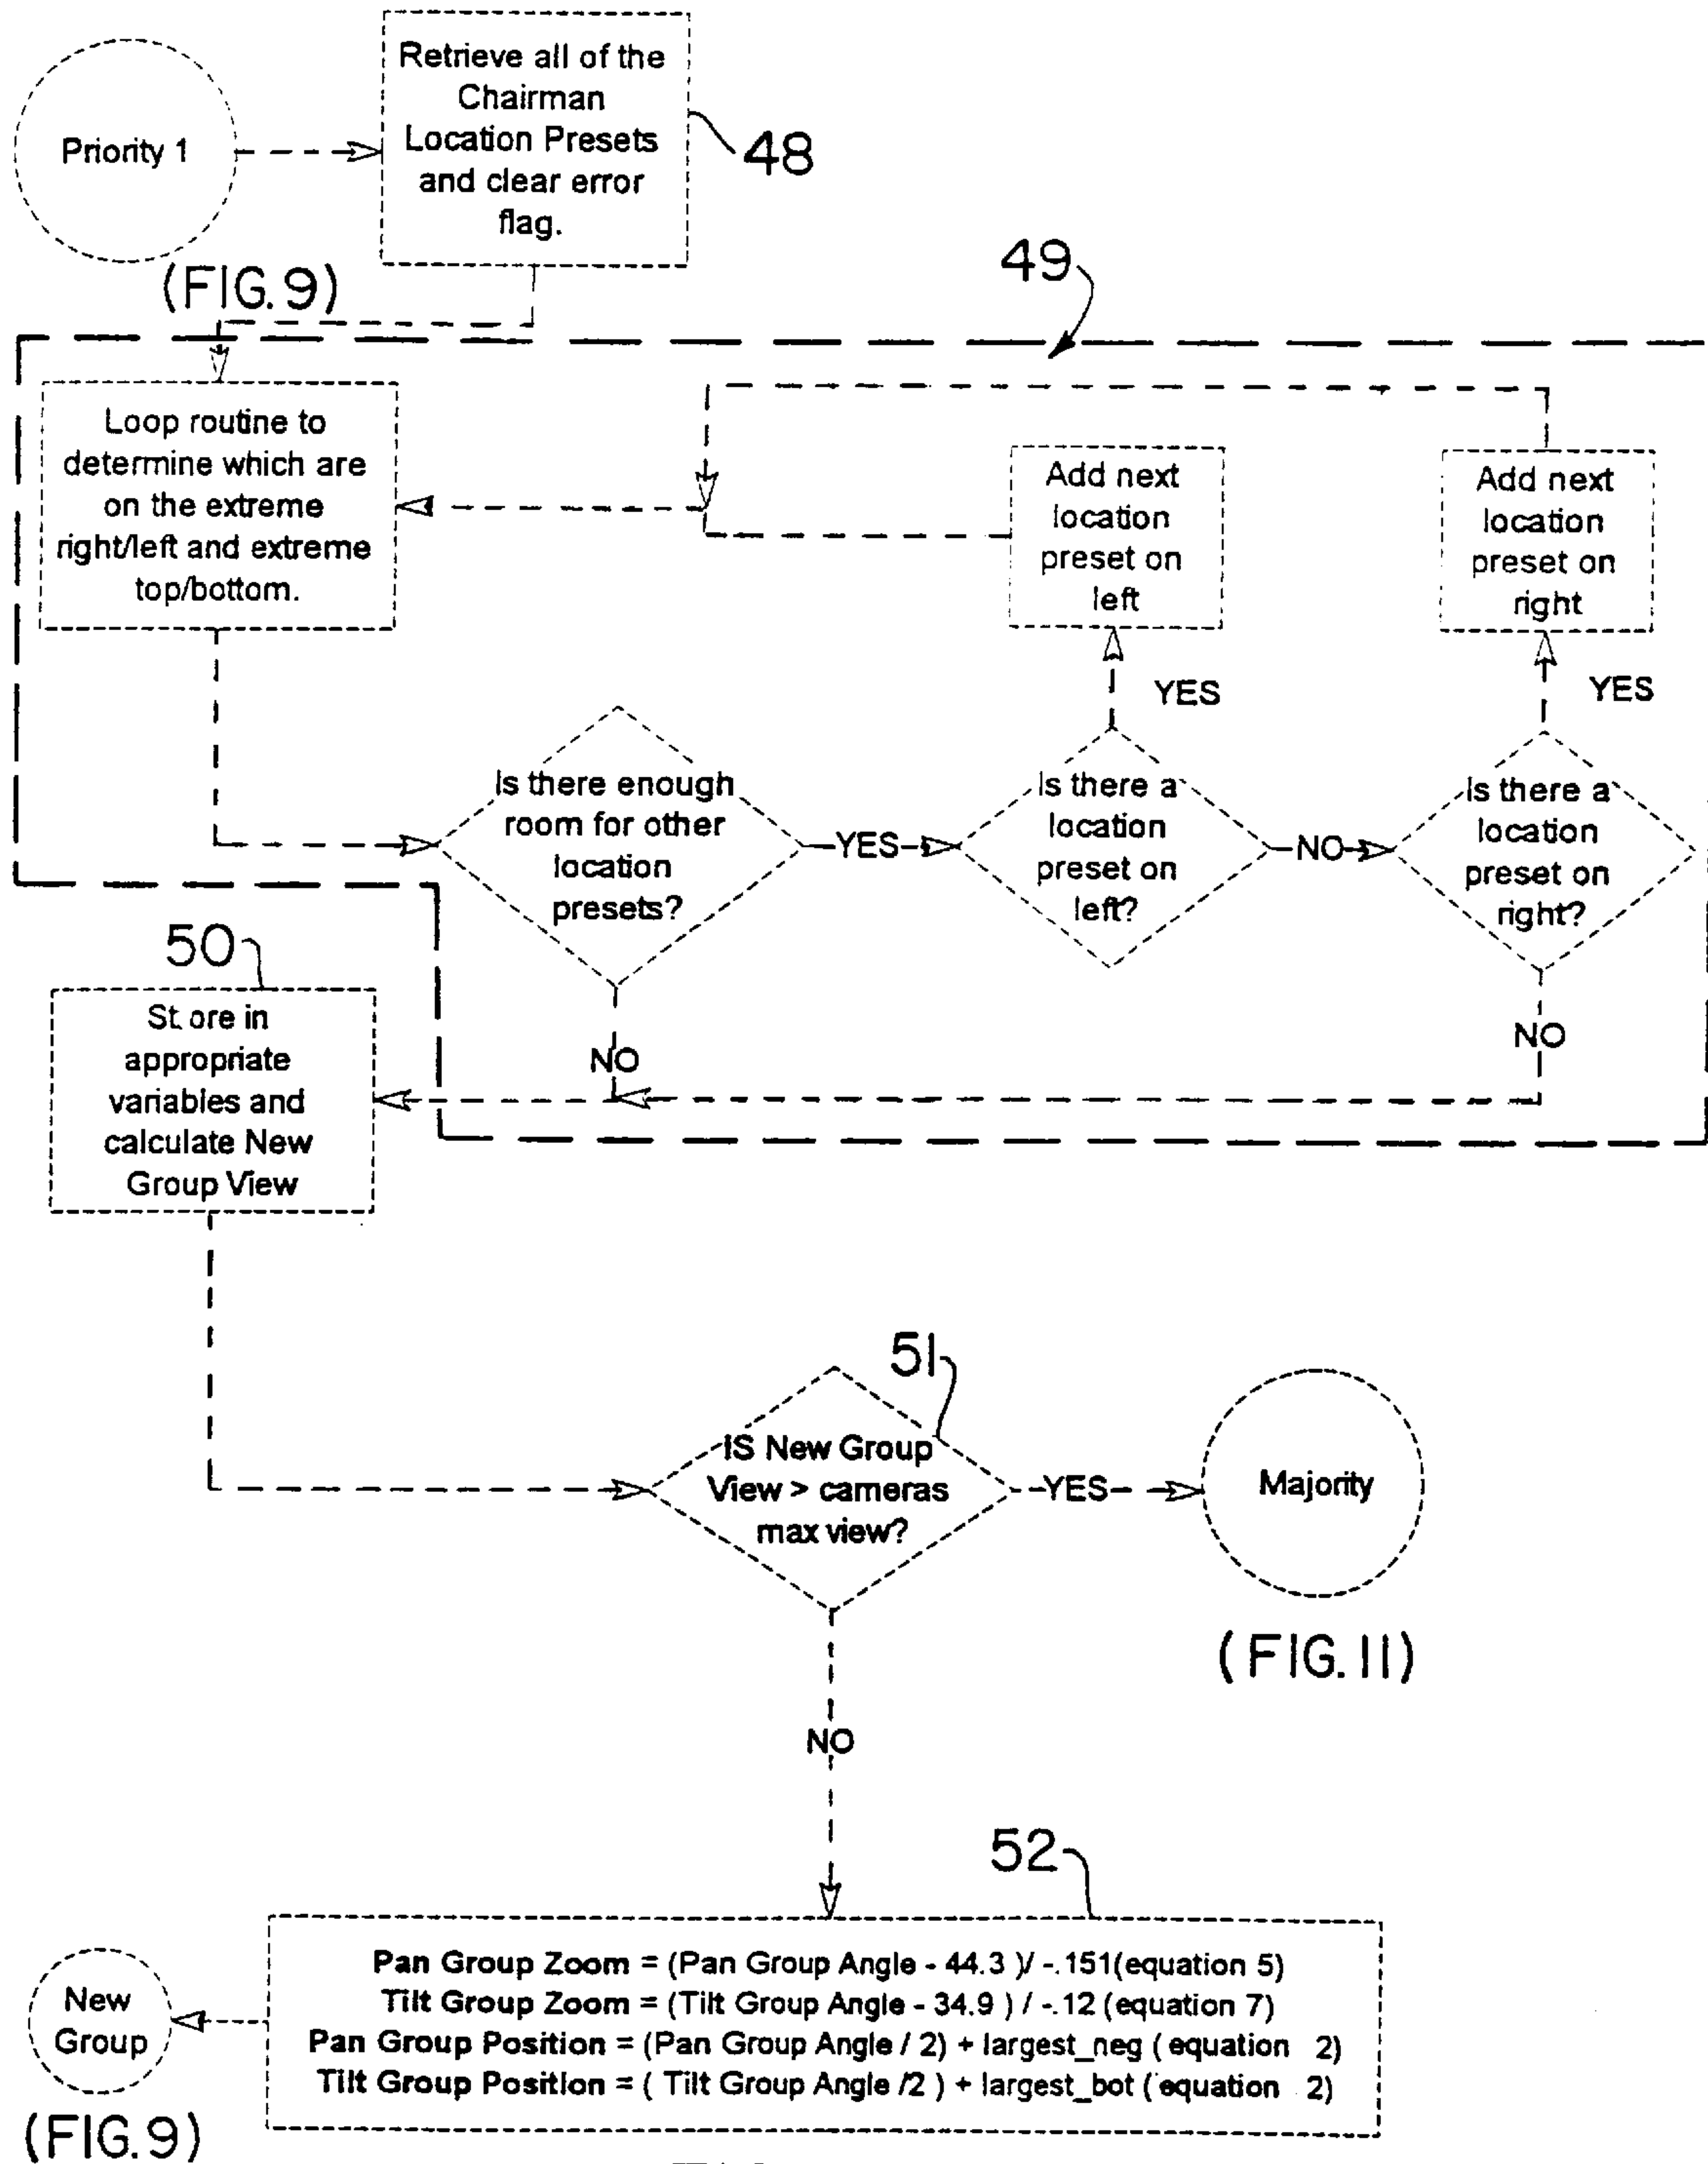 Priority 1
(FIG. 9)
Retrieve all of the
Chairman
Location Presets
and clear error
flag.
48
49
Loop routine to
determine which are
on the extreme
right/left and extreme
top/bottom.
Add next
location
preset on
left
Add next
location
preset on
right
YES
YES
Is there enough
room for other
location
presets?
YES
Is there a
location
preset on
left?
NO
Is there a
location
preset on
right?
NO
NO
50
St ore in
appropriate
variables and
calculate New
Group View
51
IS New Group
View > cameras
max view?
YES
Majority
(FIG. 11)
NO
52
Pan Group Zoom = (Pan Group Angle - 44.3 )/ -.151(equation 5)
Tilt Group Zoom = (Tilt Group Angle - 34.9 ) / -.12 (equation 7)
Pan Group Position = (Pan Group Angle / 2) + largest_neg ( equation 2)
Tilt Group Position = ( Tilt Group Angle /2 ) + largest_bot ( equation 2)
New
Group
(FIG. 9)